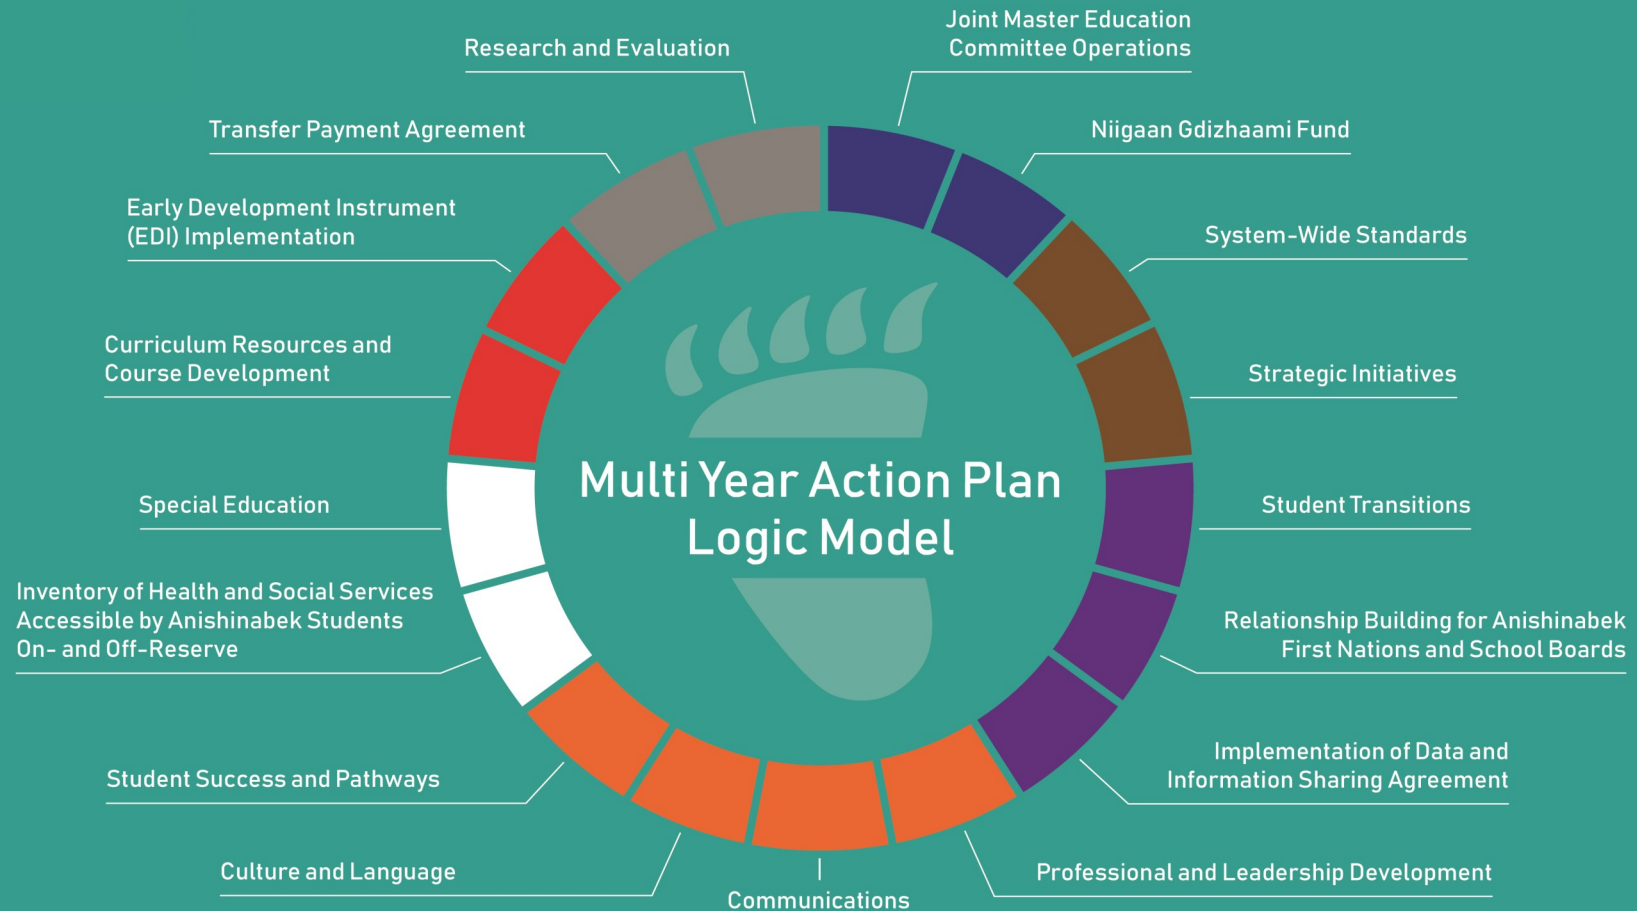 Joint Master Education
Committee Operations
Niigaan Gdizhaami Fund
System-Wide Standards
Strategic Initiatives
Student Transitions
Relationship Building for Anishinabek
First Nations and School Boards
Implementation of Data and
Information Sharing Agreement
Professional and Leadership Development
Communications
Culture and Language
Student Success and Pathways
Inventory of Health and Social Services
Accessible by Anishinabek Students
On- and Off-Reserve
Special Education
Curriculum Resources and
Course Development
Early Development Instrument
(EDI) Implementation
Transfer Payment Agreement
Research and Evaluation
Multi Year Action Plan
Logic Model